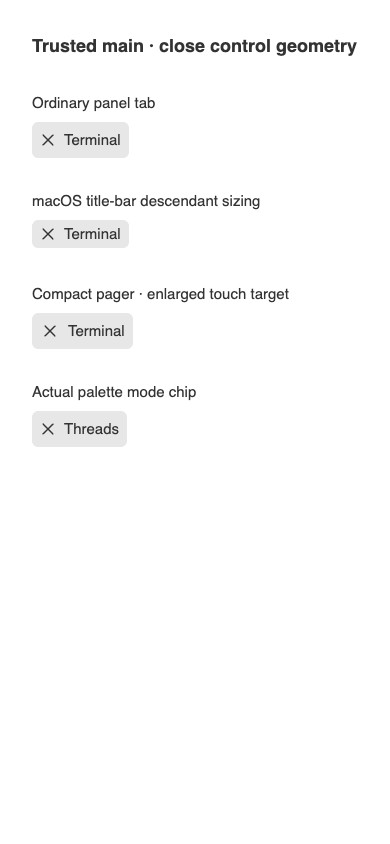 Trusted main · close control geometry
Ordinary panel tab
Terminal
macOS title-bar descendant sizing
Terminal
Compact pager · enlarged touch target
Terminal
Actual palette mode chip
Threads